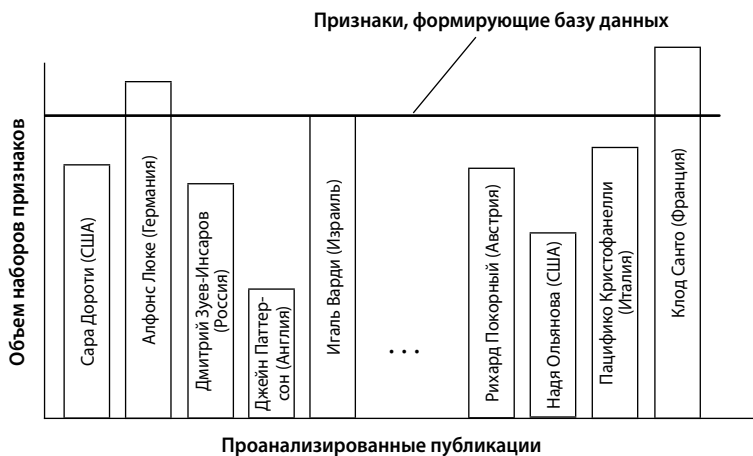 Признаки, формирующие базу данных
Объем наборов признаков
Сара Дороти (США)
Алфонс Люке (Германия)
Дмитрий Зуев-Инсаров
(Россия)
Джейн Паттер-
сон (Англия)
Игаль Варди (Израиль)
...
Рихард Покорный (Австрия)
Надя Ольянова (США)
Пацифико Кристофанелли
(Италия)
Клод Санто (Франция)
Проанализированные публикации